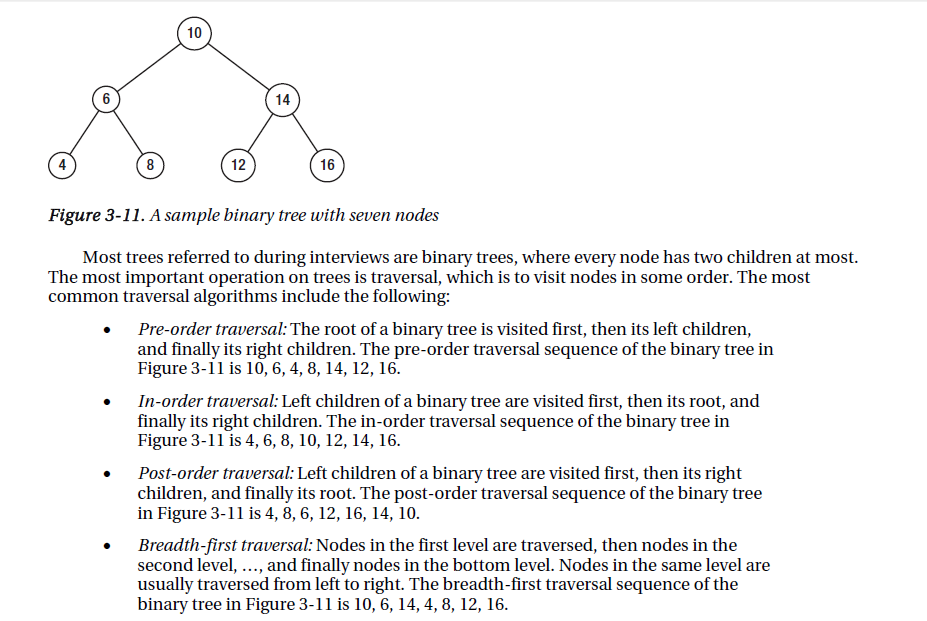 10
6
14
4
8
12
16
Figure 3-11. A sample binary tree with seven nodes
Most trees referred to during interviews are binary trees, where every node has two children at most.
The most important operation on trees is traversal, which is to visit nodes in some order. The most
common traversal algorithms include the following:
• Pre-order traversal: The root of a binary tree is visited first, then its left children,
and finally its right children. The pre-order traversal sequence of the binary tree in
Figure 3-11 is 10, 6, 4, 8, 14, 12, 16.
• In-order traversal: Left children of a binary tree are visited first, then its root, and
finally its right children. The in-order traversal sequence of the binary tree in
Figure 3-11 is 4, 6, 8, 10, 12, 14, 16.
• Post-order traversal: Left children of a binary tree are visited first, then its right
children, and finally its root. The post-order traversal sequence of the binary tree
in Figure 3-11 is 4, 8, 6, 12, 16, 14, 10.
• Breadth-first traversal: Nodes in the first level are traversed, then nodes in the
second level, …, and finally nodes in the bottom level. Nodes in the same level are
usually traversed from left to right. The breadth-first traversal sequence of the
binary tree in Figure 3-11 is 10, 6, 14, 4, 8, 12, 16.